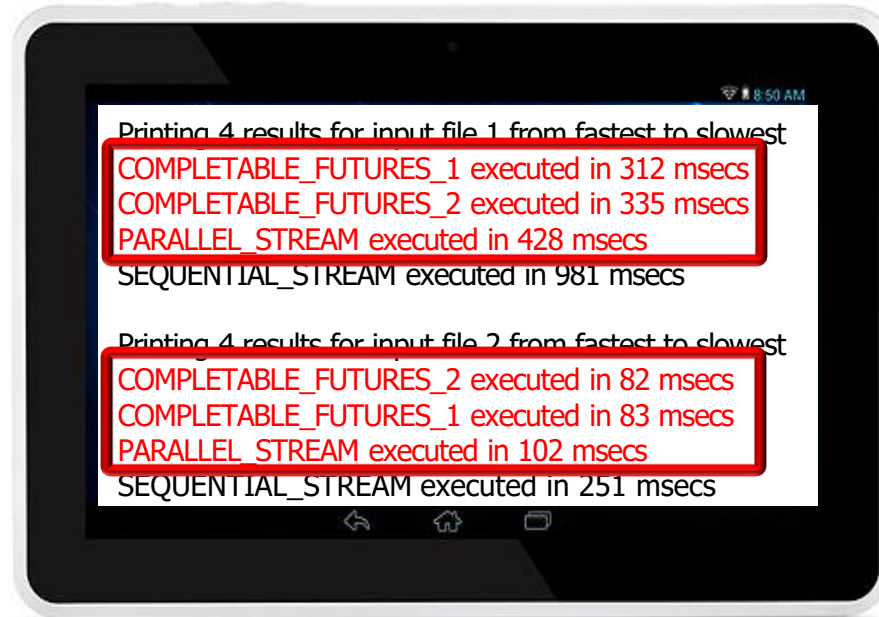 8:50 AM
Printing 4 results for input file 1 from fastest to slowest
COMPLETABLE_FUTURES_1 executed in 312 msecs
COMPLETABLE_FUTURES_2 executed in 335 msecs
PARALLEL_STREAM executed in 428 msecs
SEQUENTIAL_STREAM executed in 981 msecs
Printing 4 results for input file 2 from fastest to slowest
COMPLETABLE_FUTURES_2 executed in 82 msecs
COMPLETABLE_FUTURES_1 executed in 83 msecs
PARALLEL_STREAM executed in 102 msecs
SEQUENTIAL_STREAM executed in 251 msecs